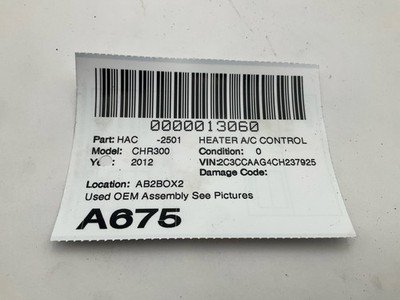 0000013060
Part: HAC -2501 HEATER A/C CONTROL
Model: CHR300 Condition: 0
Ye : 2012 VIN:2C3CCAAG4CH237925
Damage Code:
Location: AB2BOX2
Used OEM Assembly See Pictures
A675